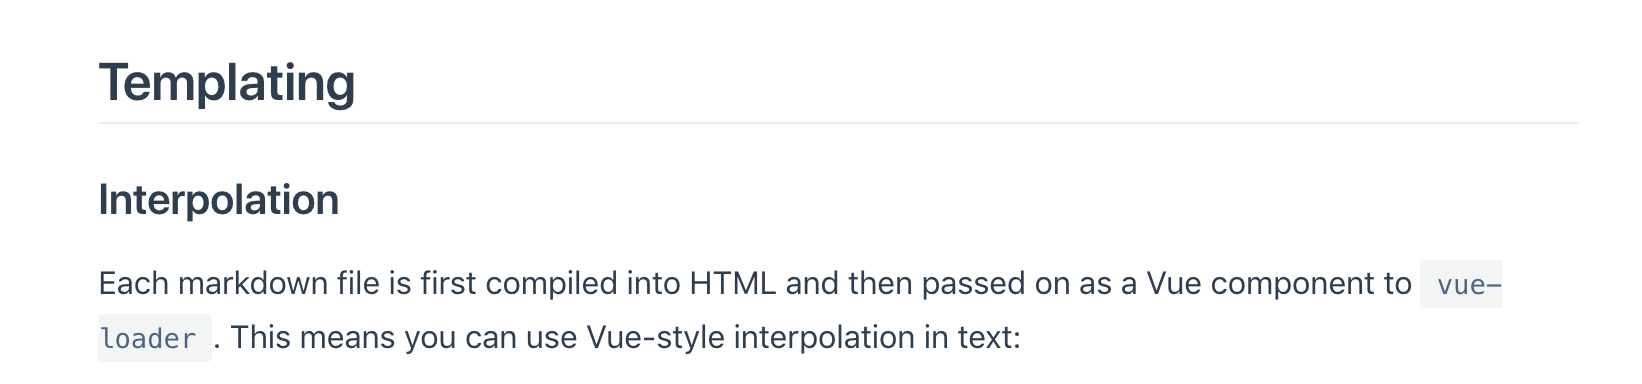 Templating
Interpolation
Each markdown file is first compiled into HTML and then passed on as a Vue component to vue-
loader. This means you can use Vue-style interpolation in text: